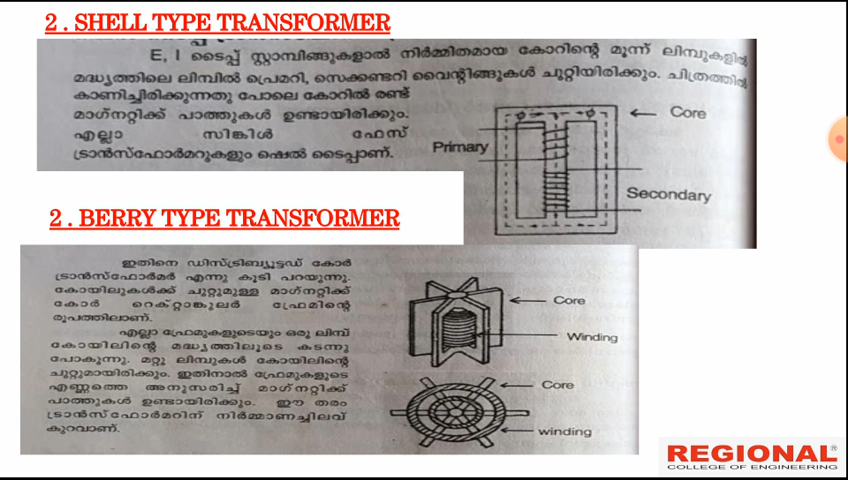 2 . SHELL TYPE TRANSFORMER
E, I ടൈപ്പ് സ്റ്റാമ്പിങ്ങുകളാൽ നിർമ്മിതമായ കോറിന്റെ മൂന്ന് ലിമ്പുകളിൽ
മദ്ധ്യത്തിലെ ലിമ്പിൽ പ്രൈമറി, സെക്കണ്ടറി വൈന്റിങ്ങുകൾ ചുറ്റിയിരിക്കും. ചിത്രത്തിൽ
കാണിച്ചിരിക്കുന്നതു പോലെ കോറിൽ രണ്ട്
മാഗ്നറ്റിക്ക് പാത്തുകൾ ഉണ്ടായിരിക്കും.
എല്ലാ സിങ്കിൾ ഫേസ്
ട്രാൻസ്ഫോർമറുകളും ഷെൽ ടൈപ്പാണ്.
Φ Φ
Core
Primary
Secondary
2 . BERRY TYPE TRANSFORMER
ഇതിനെ ഡിസ്ട്രിബ്യൂട്ടഡ് കോർ
ട്രാൻസ്ഫോർമർ എന്നു കൂടി പറയുന്നു.
കോയിലുകൾക്ക് ചുറ്റുമുള്ള മാഗ്നറ്റിക്ക്
കോർ റെക്റ്റാങ്കുലർ ഫ്രേമിന്റെ
രൂപത്തിലാണ്.
എല്ലാ ഫ്രേമുകളുടെയും ഒരു ലിമ്പ്
കോയിലിന്റെ മദ്ധ്യത്തിലൂടെ കടന്നു
പോകുന്നു. മറ്റു ലിമ്പുകൾ കോയിലിന്റെ
ചുറ്റുമായിരിക്കും. ഇതിനാൽ ഫ്രേമുകളുടെ
എണ്ണത്തെ അനുസരിച്ച് മാഗ്നറ്റിക്ക്
പാത്തുകൾ ഉണ്ടായിരിക്കും. ഈ തരം
ട്രാൻസ്ഫോർമറിന് നിർമ്മാണച്ചിലവ്
കുറവാണ്.
Core
Winding
Core
winding
REGIONAL®
COLLEGE OF ENGINEERING